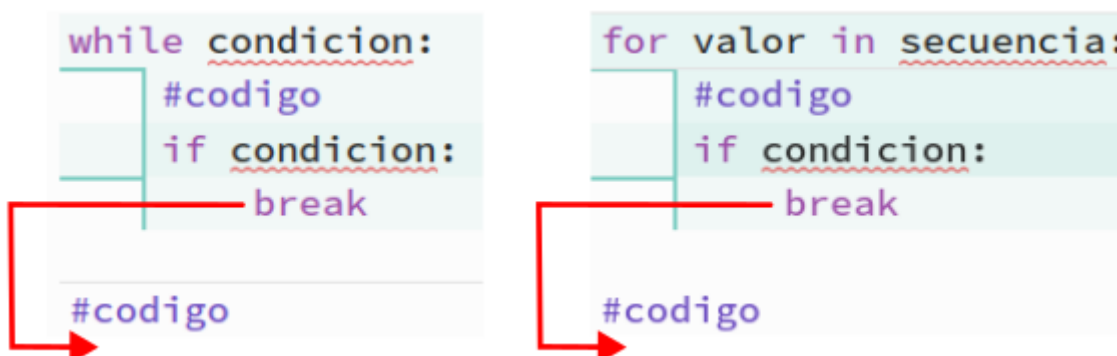 while condicion:
#codigo
if condicion:
break
#codigo
for valor in secuencia:
#codigo
if condicion:
break
#codigo